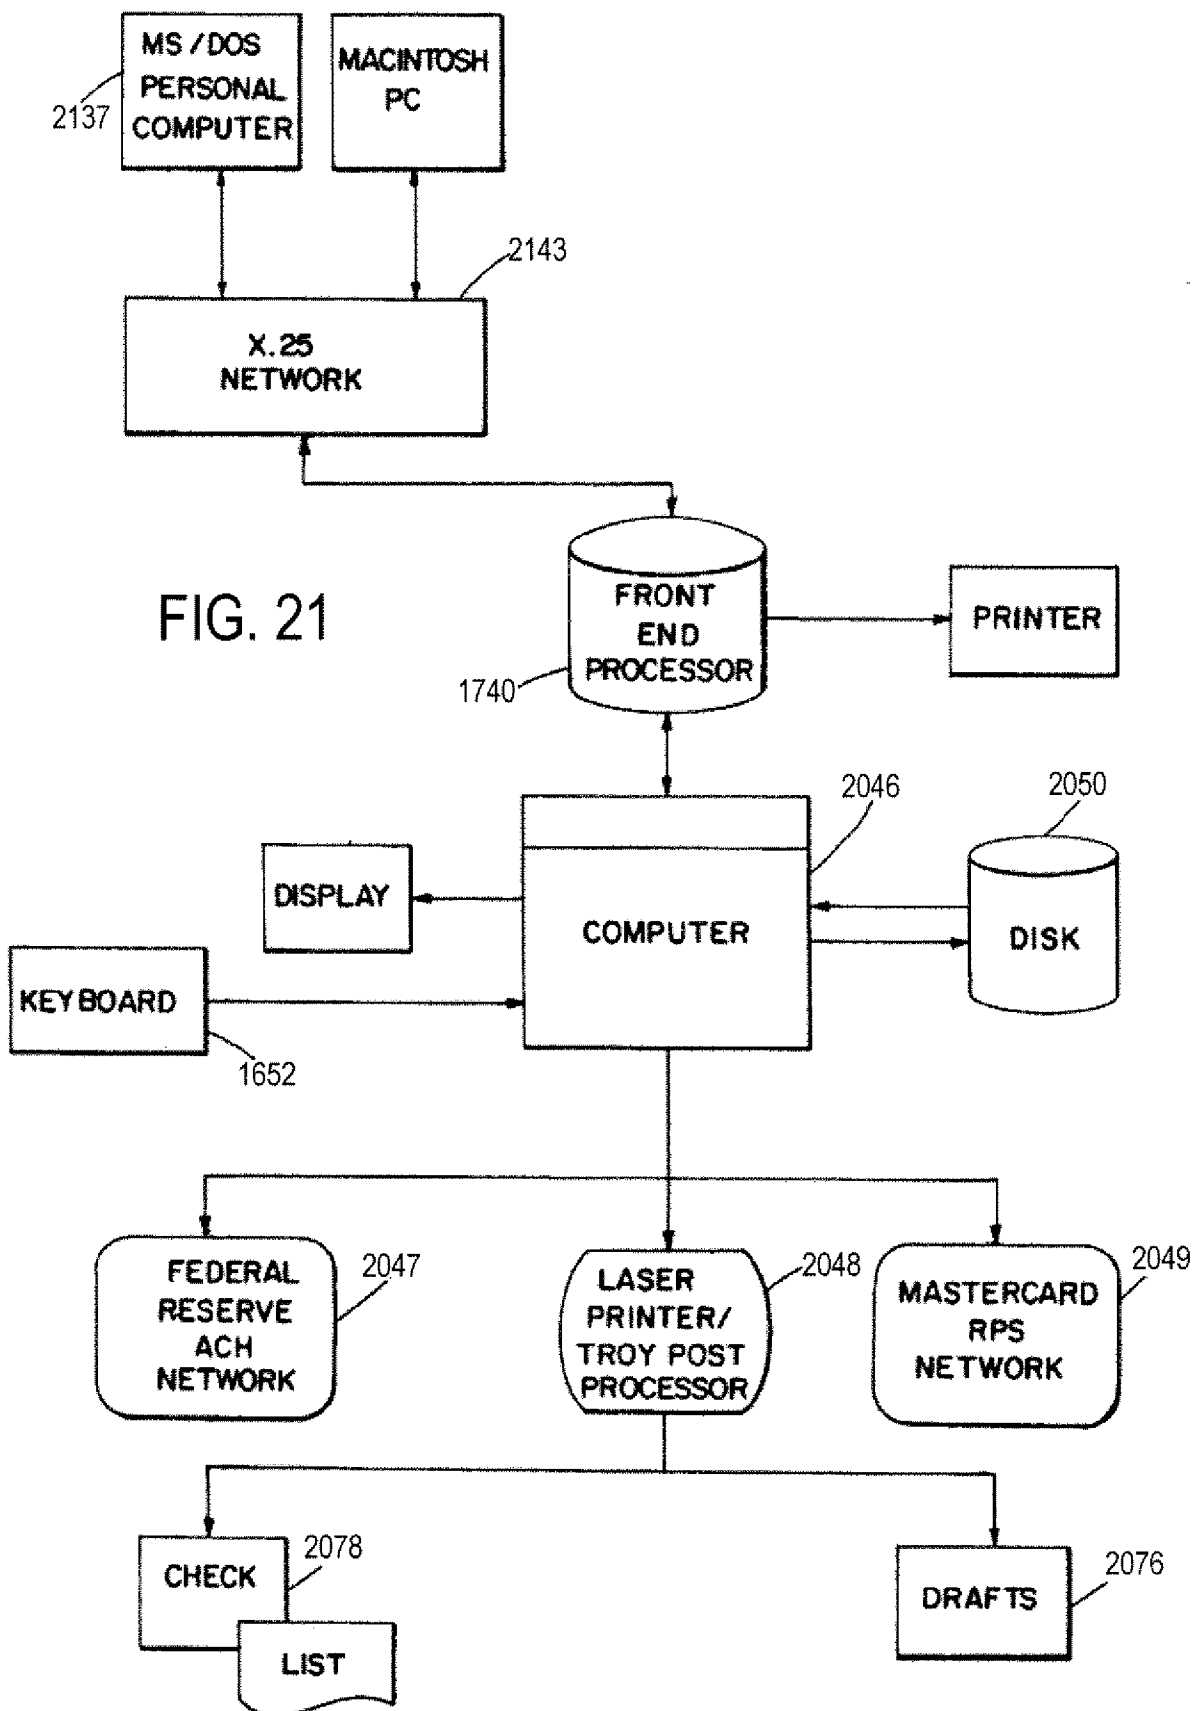 MS/DOS
PERSONAL
COMPUTER
2137
MACINTOSH
PC
2143
X.25
NETWORK
FIG. 21
FRONT
END
PROCESSOR
1740
PRINTER
2046
2050
DISPLAY
COMPUTER
DISK
KEYBOARD
1652
FEDERAL
RESERVE
ACH
NETWORK
2047
LASER
PRINTER/
TROY POST
PROCESSOR
2048
MASTERCARD
RPS
NETWORK
2049
CHECK
2078
LIST
DRAFTS
2076